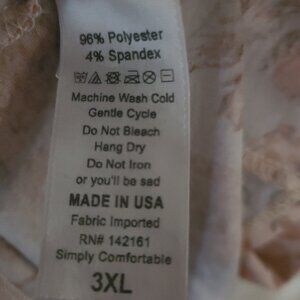 96% Polyester
4% Spandex
Machine Wash Cold
Gentle Cycle
Do Not Bleach
Hang Dry
Do Not Iron
or you'll be sad
MADE IN USA
Fabric Imported
RN# 142161
Simply Comfortable
3XL